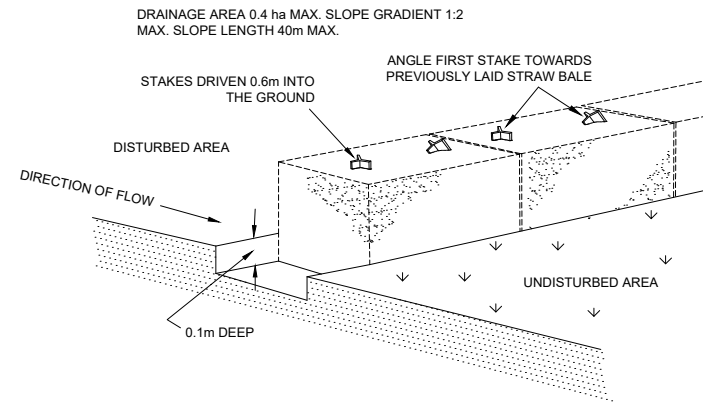 DRAINAGE AREA 0.4 ha MAX. SLOPE GRADIENT 1:2
MAX. SLOPE LENGTH 40m MAX.
ANGLE FIRST STAKE TOWARDS
PREVIOUSLY LAID STRAW BALE
STAKES DRIVEN 0.6m INTO
THE GROUND
DISTURBED AREA
DIRECTION OF FLOW
UNDISTURBED AREA
0.1m DEEP